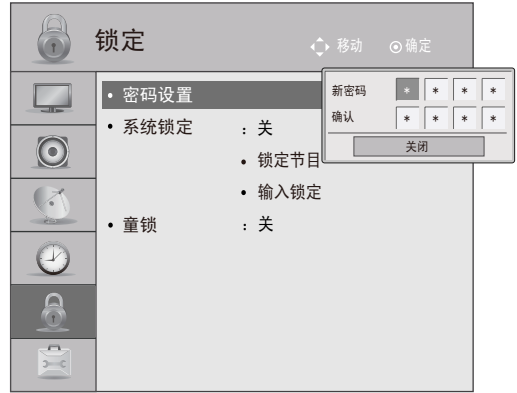 锁定 移动 ⊙确定
• 密码设置
新密码 * * * *
确认 * * * *
关闭
• 系统锁定 : 关
• 锁定节目
• 输入锁定
• 童锁 : 关